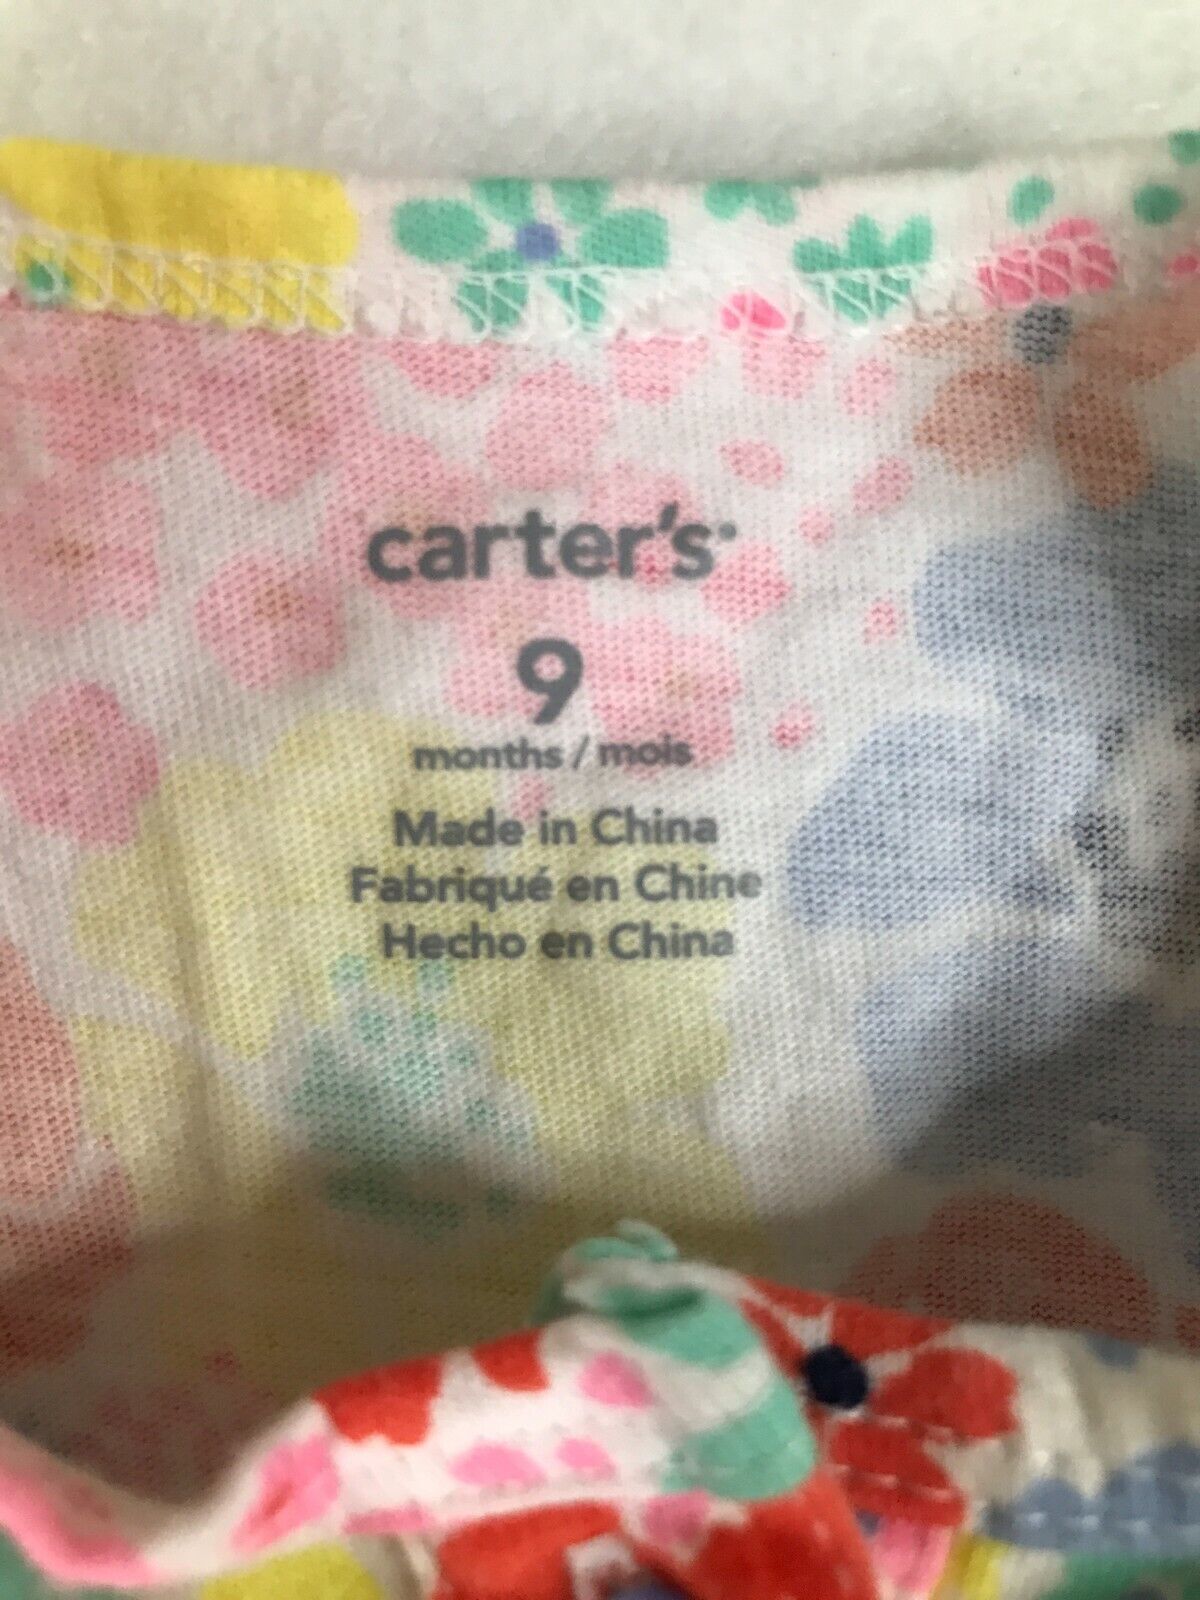 carter's
9
months / mois
Made in China
Fabriqué en Chine
Hecho en China